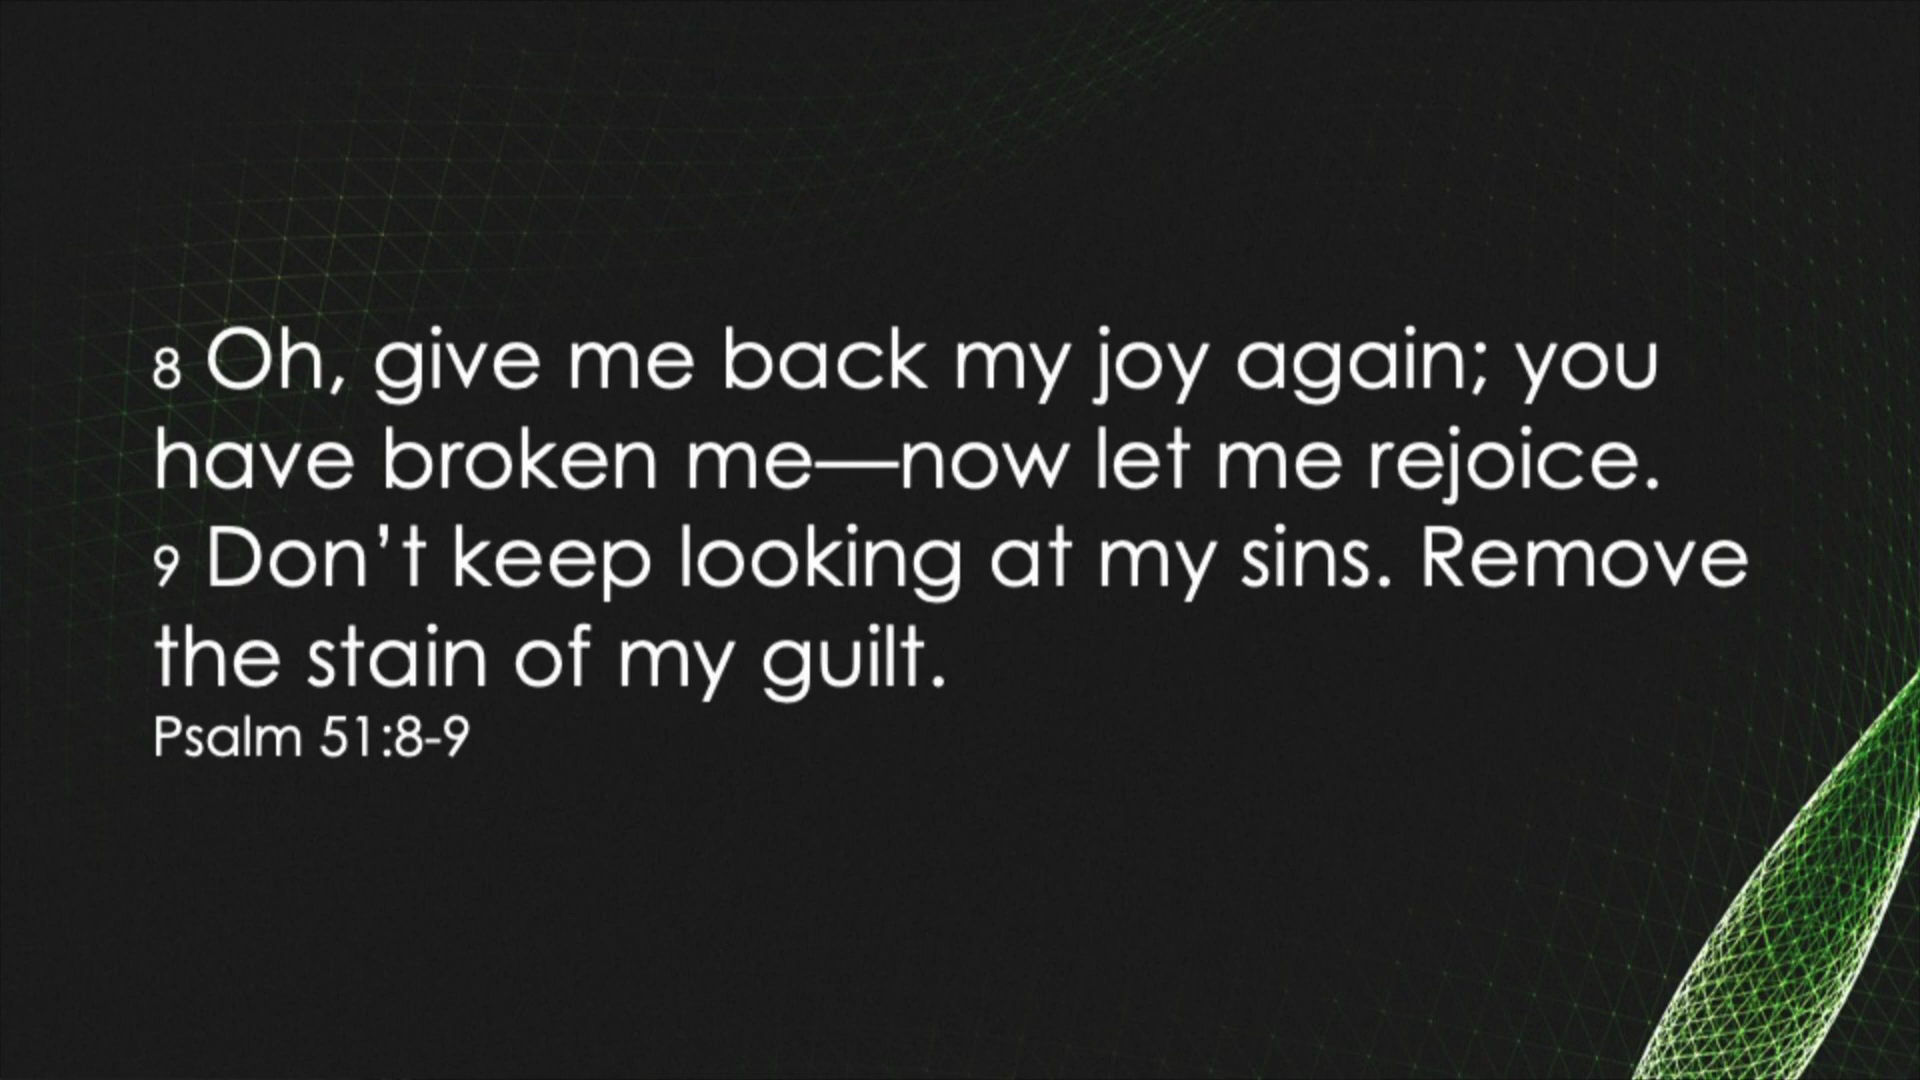 8 Oh, give me back my joy again; you
have broken me—now let me rejoice.
9 Don’t keep looking at my sins. Remove
the stain of my guilt.
Psalm 51:8-9